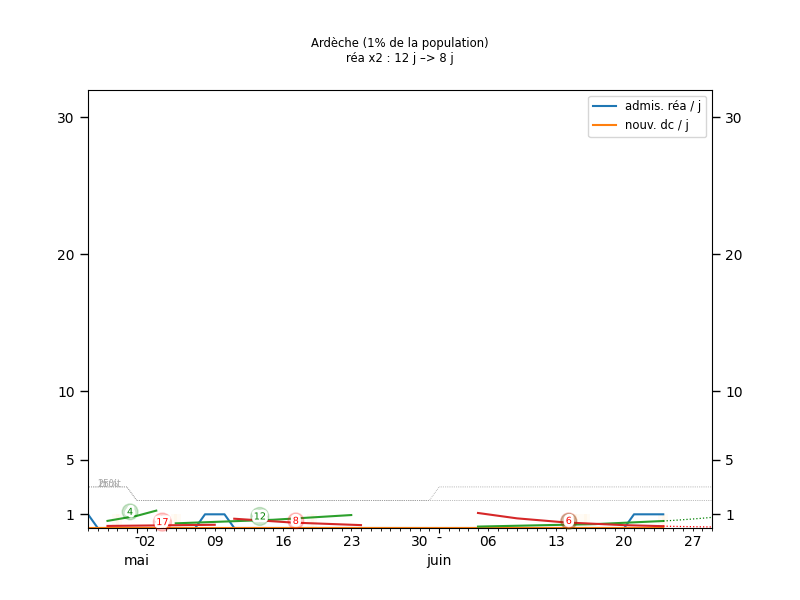 Ardèche (1% de la population)
réa x2 : 12 j –> 8 j
admis. réa / j
nouv. dc / j
30 30
20 20
10 10
5 5
1 1
4 17 12 8 6
02 09 16 23 30 06 13 20 27
mai juin